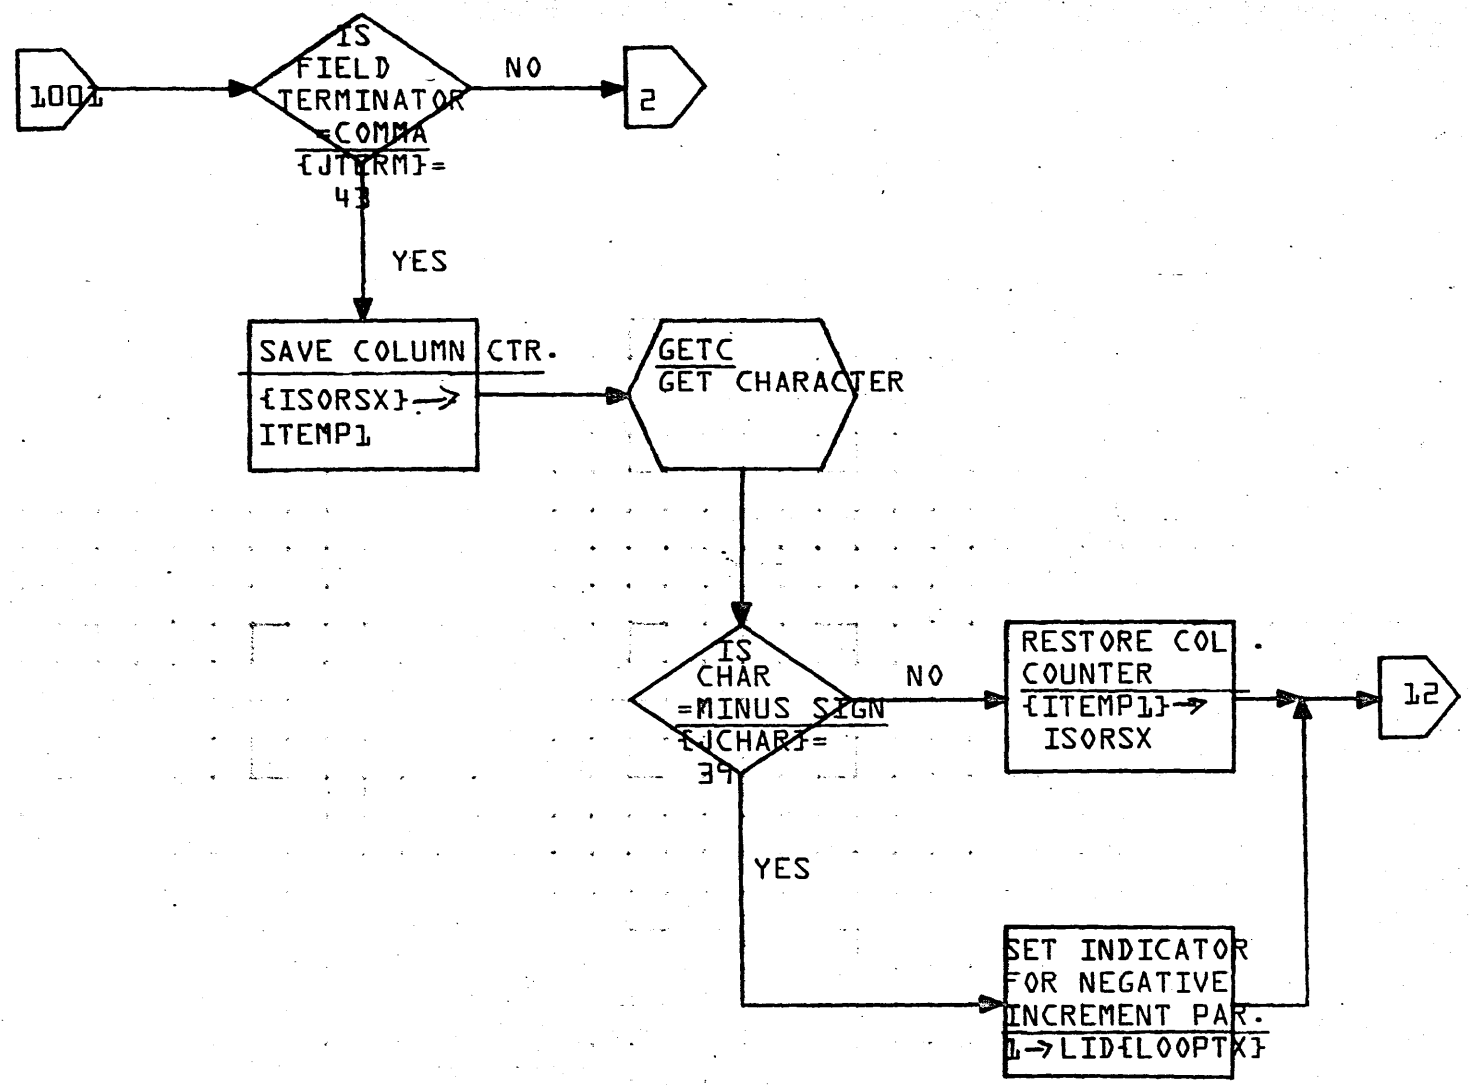 1001
IS
FIELD
TERMINATOR
=COMMA
{JTERM}=
43
NO
2
YES
SAVE COLUMN CTR.
{ISORSX}→
ITEMP1
GETC
GET CHARACTER
IS
CHAR
=MINUS SIGN
{JCHAR}=
39
NO
RESTORE COL.
COUNTER
{ITEMP1}→
ISORSX
12
YES
SET INDICATOR
FOR NEGATIVE
INCREMENT PAR.
1→LID{LOOPTX}